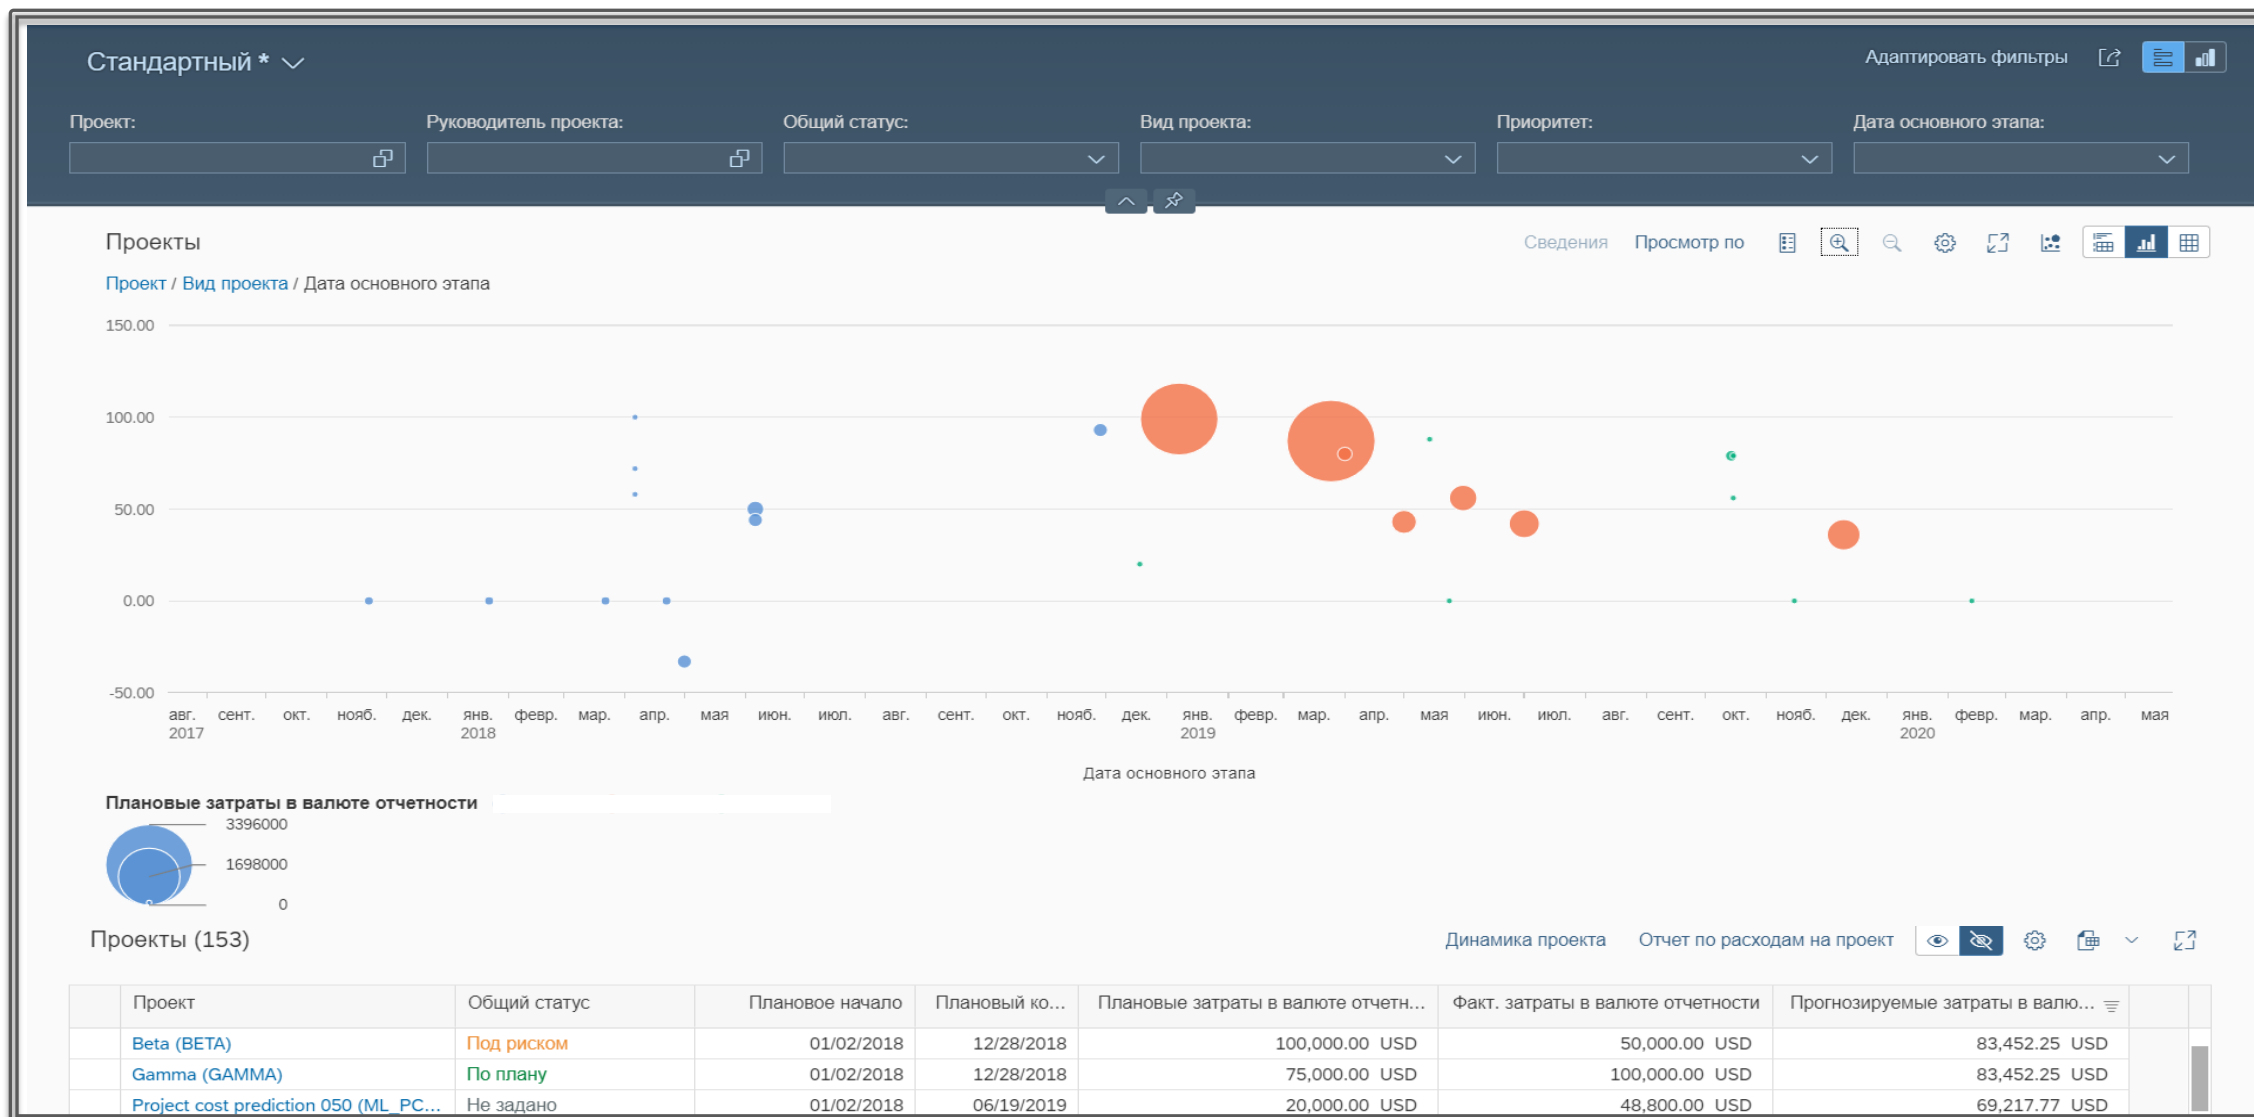 Стандартный *
Адаптировать фильтры
Проект: Руководитель проекта: Общий статус: Вид проекта: Приоритет: Дата основного этапа:
Проекты
Сведения Просмотр по
Проект / Вид проекта / Дата основного этапа
150.00
100.00
50.00
0.00
-50.00
авг. сент. окт. нояб. дек. янв. февр. мар. апр. мая июн. июл. авг. сент. окт. нояб. дек. янв. февр. мар. апр. мая июн. июл. авг. сент. окт. нояб. дек. янв. февр. мар. апр. мая
2017 2018 2019 2020
Дата основного этапа
Плановые затраты в валюте отчетности
3396000
1698000
0
Проекты (153)
Динамика проекта Отчет по расходам на проект
Проект Общий статус Плановое начало Плановый ко... Плановые затраты в валюте отчетн... Факт. затраты в валюте отчетности Прогнозируемые затраты в валю...
Beta (BETA) Под риском 01/02/2018 12/28/2018 100,000.00 USD 50,000.00 USD 83,452.25 USD
Gamma (GAMMA) По плану 01/02/2018 12/28/2018 75,000.00 USD 100,000.00 USD 83,452.25 USD
Project cost prediction 050 (ML_PC... Не задано 01/02/2018 06/19/2019 20,000.00 USD 48,800.00 USD 69,217.77 USD